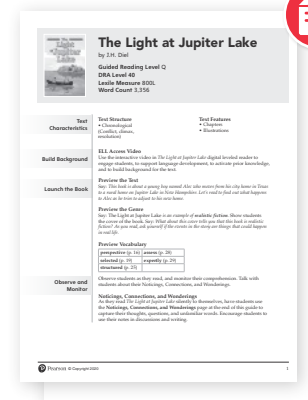 The Light at Jupiter Lake
by J.H. Diel
Guided Reading Level Q
DRA Level 40
Lexile Measure 800L
Word Count 3,356
Text
Characteristics
Text Structure
• Chronological
(Conflict, climax,
resolution)
Text Features
• Chapters
• Illustrations
Build Background
ELL Access Video
Use the interactive video in The Light at Jupiter Lake digital leveled reader to
engage students, to support language development, to activate prior knowledge,
and to build background for the text.
Launch the Book
Preview the Text
Say: This book is about a young boy named Alex who moves from his city home in Texas
to a rural home on Jupiter Lake in New Hampshire. Let's read to find out what happens
to Alex as he tries to adjust to his new home.
Preview the Genre
Say: The Light at Jupiter Lake is an example of realistic fiction. Show students
the cover of the book. Say: What about this cover tells you that this book is realistic
fiction? As you read, ask yourself if the events in the story are things that could happen
in real life.
Preview Vocabulary
perspective (p. 16) assess (p. 28)
selected (p. 19) expertly (p. 29)
structured (p. 25)
Observe and
Monitor
Observe students as they read, and monitor their comprehension. Talk with
students about their Noticings, Connections, and Wonderings.
Noticings, Connections, and Wonderings
As they read The Light at Jupiter Lake silently to themselves, have students use
the Noticings, Connections, and Wonderings page at the end of this guide to
capture their thoughts, questions, and unfamiliar words. Encourage students to
use their notes in discussions and writing.
Pearson © Copyright 2020
1